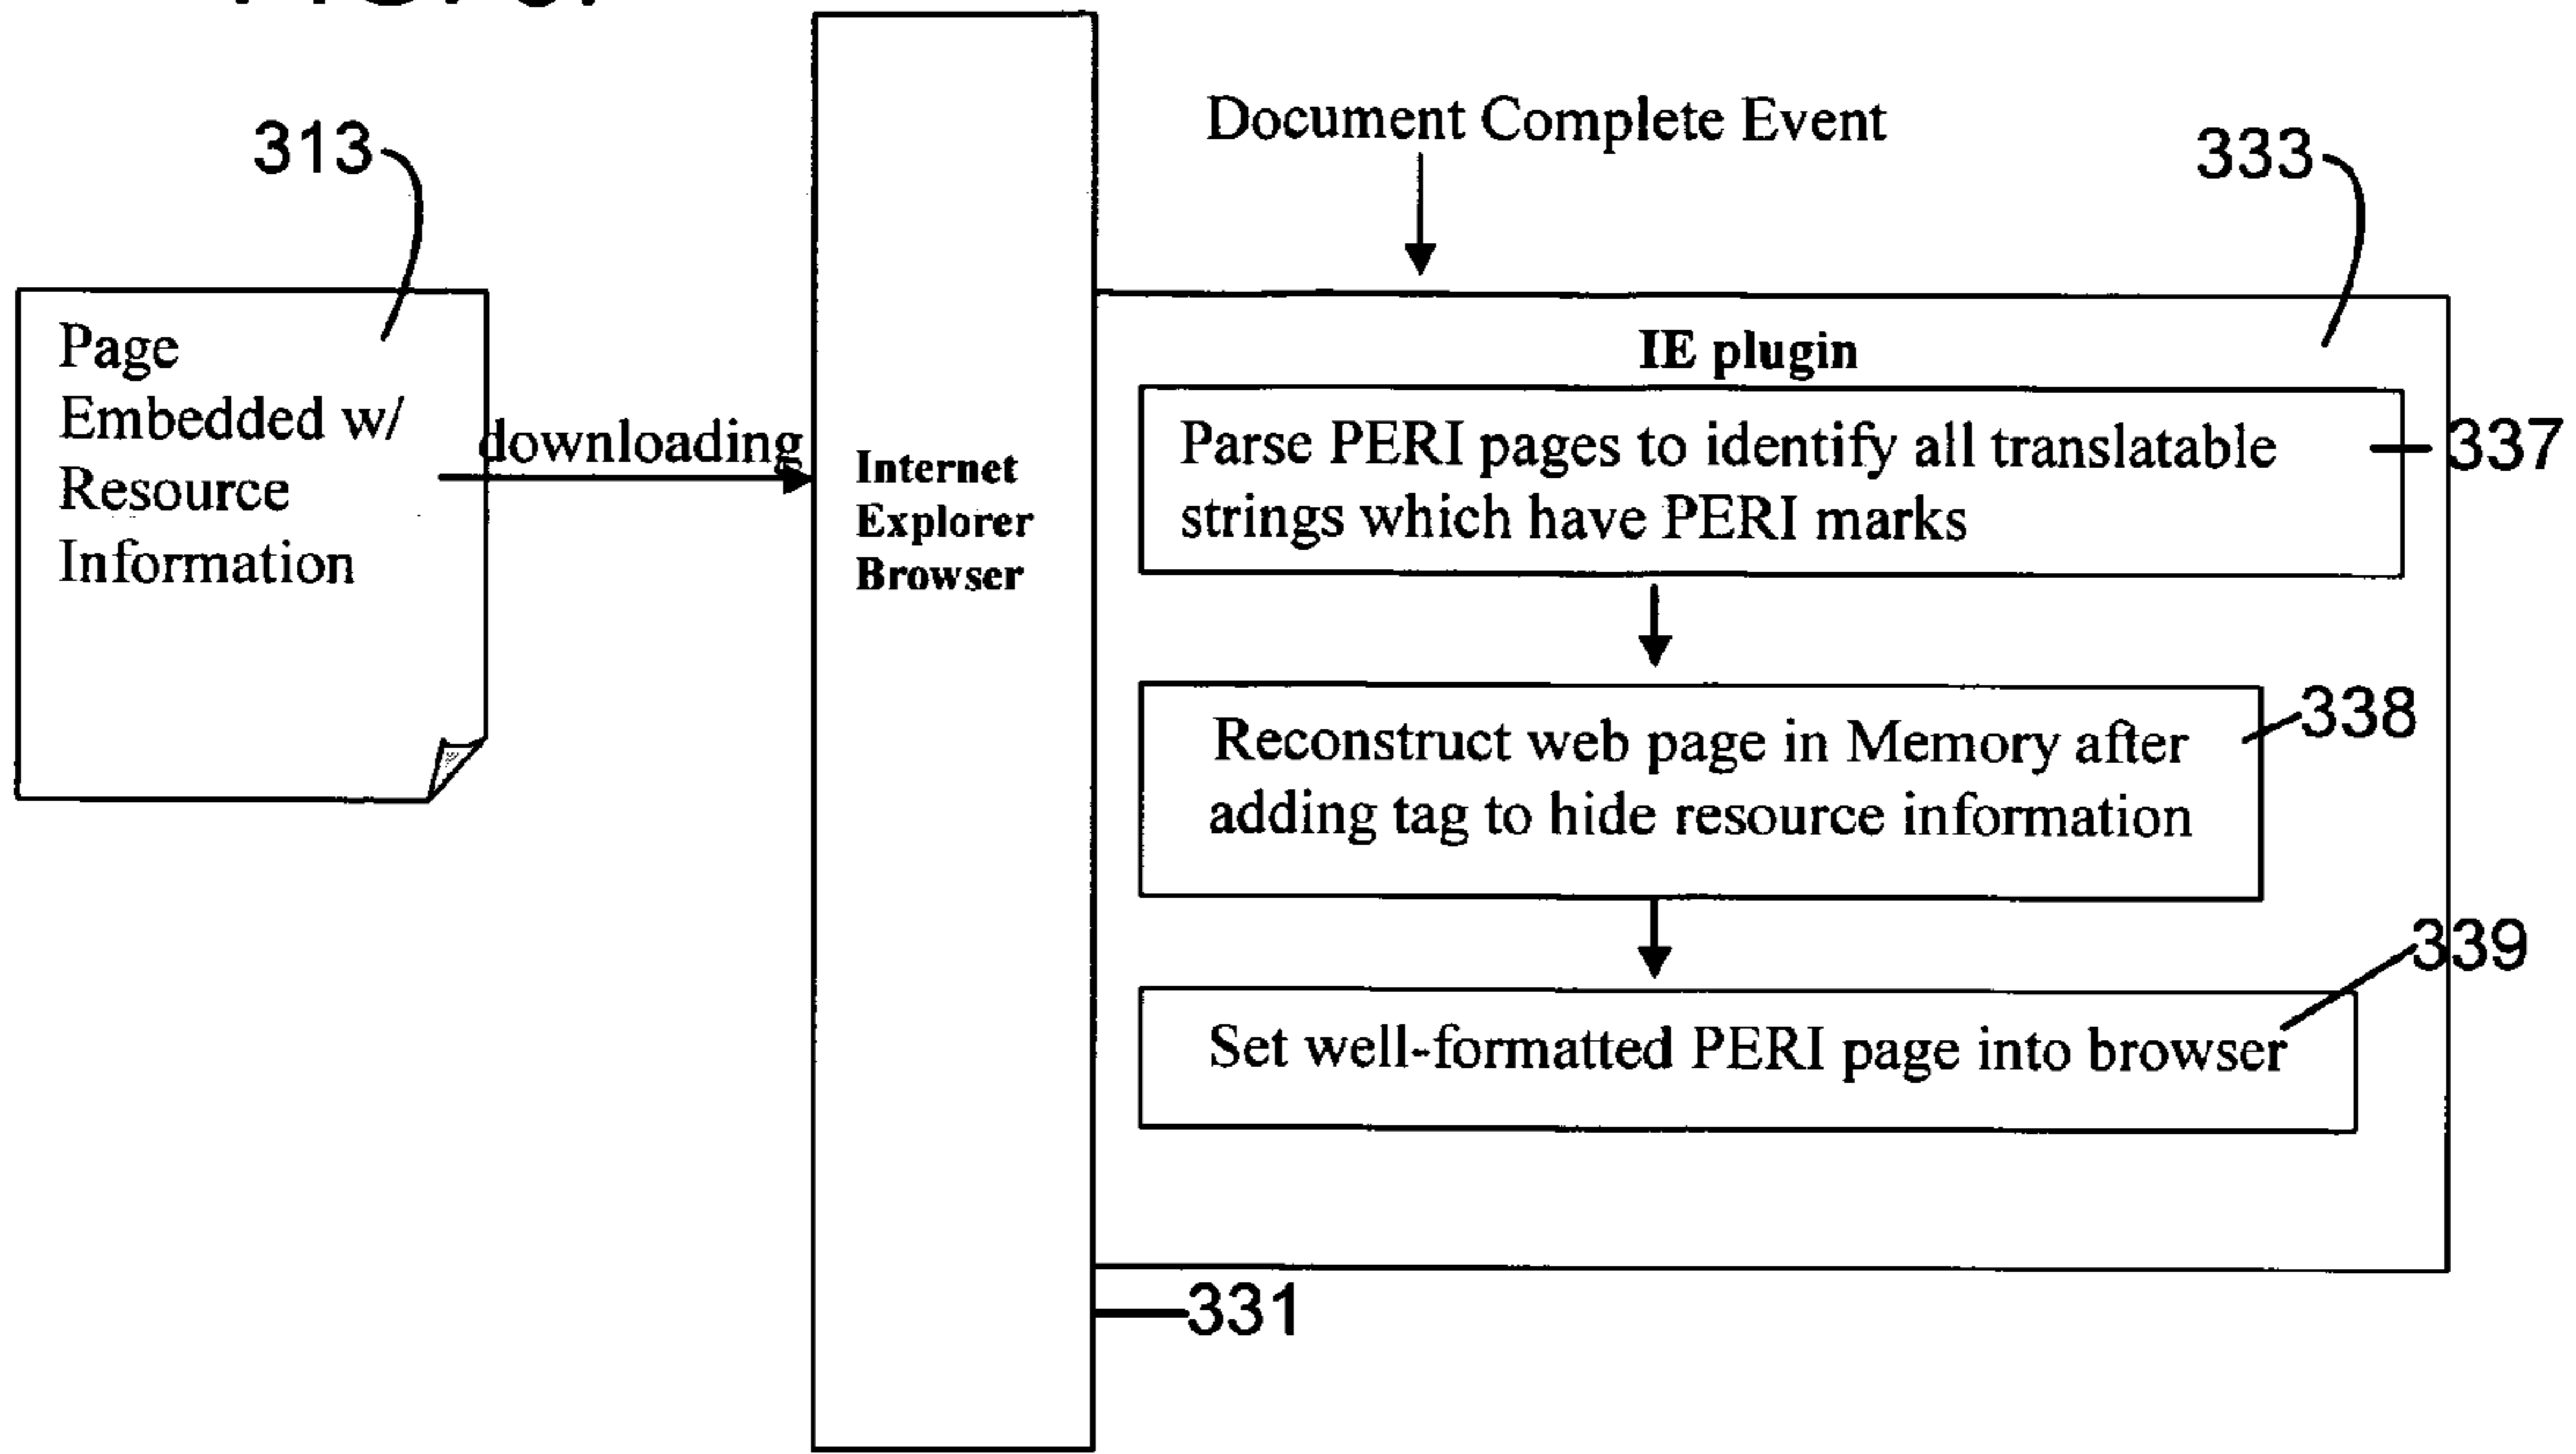 313
Document Complete Event
333
Page
Embedded w/
Resource
Information
downloading
Internet
Explorer
Browser
IE plugin
Parse PERI pages to identify all translatable
strings which have PERI marks
337
Reconstruct web page in Memory after
adding tag to hide resource information
338
339
Set well-formatted PERI page into browser
331